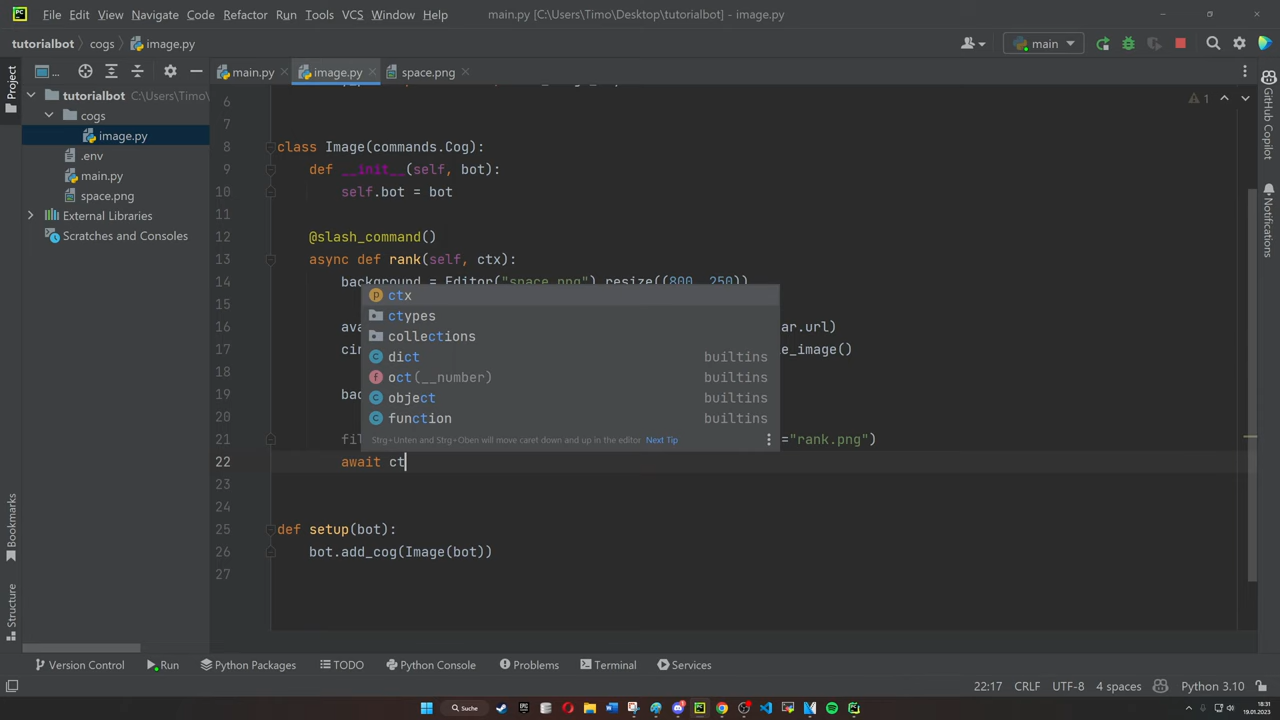 File Edit View Navigate Code Refactor Run Tools VCS Window Help main.py [C:\Users\Timo\Desktop\tutorialbot] - image.py
tutorialbot cogs image.py main
Project
... main.py image.py space.png
tutorialbot C:\Users\Timo\
cogs
image.py
.env
main.py
space.png
External Libraries
Scratches and Consoles
6
7
8 class Image(commands.Cog):
9 def __init__(self, bot):
10 self.bot = bot
11
12 @slash_command()
13 async def rank(self, ctx):
14 background = Editor("space.png").resize((800, 250))
15
16 ava ar.url)
17 cir e_image()
18
19 bac
20
21 fil ="rank.png")
22 await ct
23
24
25 def setup(bot):
26 bot.add_cog(Image(bot))
27
ctx
ctypes
collections
dict builtins
oct(__number) builtins
object builtins
function builtins
Strg+Unten and Strg+Oben will move caret down and up in the editor Next Tip
1
GitHub Copilot
Notifications
Bookmarks
Structure
Version Control Run Python Packages TODO Python Console Problems Terminal Services
22:17 CRLF UTF-8 4 spaces Python 3.10
Suche
18:31
19.01.2023